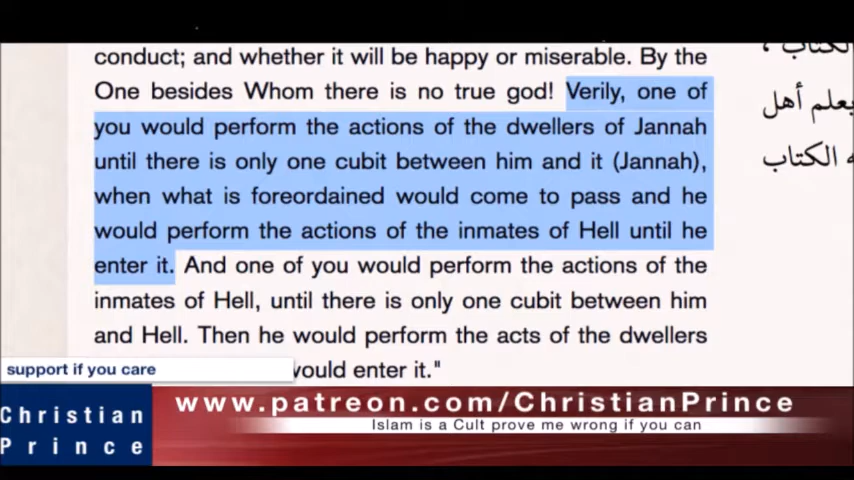 conduct; and whether it will be happy or miserable. By the
One besides Whom there is no true god! Verily, one of
you would perform the actions of the dwellers of Jannah
until there is only one cubit between him and it (Jannah),
when what is foreordained would come to pass and he
would perform the actions of the inmates of Hell until he
enter it. And one of you would perform the actions of the
inmates of Hell, until there is only one cubit between him
and Hell. Then he would perform the acts of the dwellers
would enter it."
الكتاب ،
يعلم أهل
الكتاب
support if you care
Christian
Prince
www.patreon.com/ChristianPrince
Islam is a Cult prove me wrong if you can